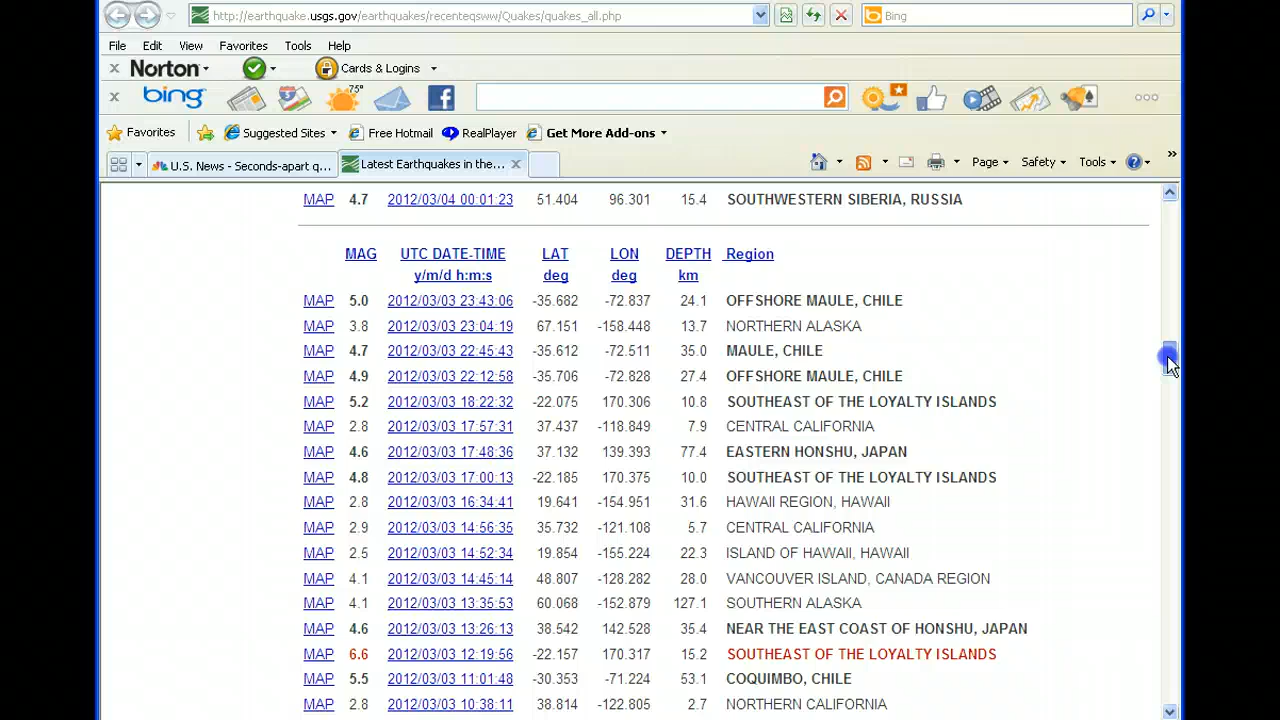 http://earthquake.usgs.gov/earthquakes/recenteqsww/Quakes/quakes_all.php Bing
File Edit View Favorites Tools Help
x Norton Cards & Logins
x bing 75°
Favorites Suggested Sites Free Hotmail RealPlayer Get More Add-ons
U.S. News - Seconds-apart q... Latest Earthquakes in the... x Page Safety Tools
MAP 4.7 2012/03/04 00:01:23 51.404 96.301 15.4 SOUTHWESTERN SIBERIA, RUSSIA
MAG UTC DATE-TIME LAT LON DEPTH Region
y/m/d h:m:s deg deg km
MAP 5.0 2012/03/03 23:43:06 -35.682 -72.837 24.1 OFFSHORE MAULE, CHILE
MAP 3.8 2012/03/03 23:04:19 67.151 -158.448 13.7 NORTHERN ALASKA
MAP 4.7 2012/03/03 22:45:43 -35.612 -72.511 35.0 MAULE, CHILE
MAP 4.9 2012/03/03 22:12:58 -35.706 -72.828 27.4 OFFSHORE MAULE, CHILE
MAP 5.2 2012/03/03 18:22:32 -22.075 170.306 10.8 SOUTHEAST OF THE LOYALTY ISLANDS
MAP 2.8 2012/03/03 17:57:31 37.437 -118.849 7.9 CENTRAL CALIFORNIA
MAP 4.6 2012/03/03 17:48:36 37.132 139.393 77.4 EASTERN HONSHU, JAPAN
MAP 4.8 2012/03/03 17:00:13 -22.185 170.375 10.0 SOUTHEAST OF THE LOYALTY ISLANDS
MAP 2.8 2012/03/03 16:34:41 19.641 -154.951 31.6 HAWAII REGION, HAWAII
MAP 2.9 2012/03/03 14:56:35 35.732 -121.108 5.7 CENTRAL CALIFORNIA
MAP 2.5 2012/03/03 14:52:34 19.854 -155.224 22.3 ISLAND OF HAWAII, HAWAII
MAP 4.1 2012/03/03 14:45:14 48.807 -128.282 28.0 VANCOUVER ISLAND, CANADA REGION
MAP 4.1 2012/03/03 13:35:53 60.068 -152.879 127.1 SOUTHERN ALASKA
MAP 4.6 2012/03/03 13:26:13 38.542 142.528 35.4 NEAR THE EAST COAST OF HONSHU, JAPAN
MAP 6.6 2012/03/03 12:19:56 -22.157 170.317 15.2 SOUTHEAST OF THE LOYALTY ISLANDS
MAP 5.5 2012/03/03 11:01:48 -30.353 -71.224 53.1 COQUIMBO, CHILE
MAP 2.8 2012/03/03 10:38:11 38.814 -122.805 2.7 NORTHERN CALIFORNIA